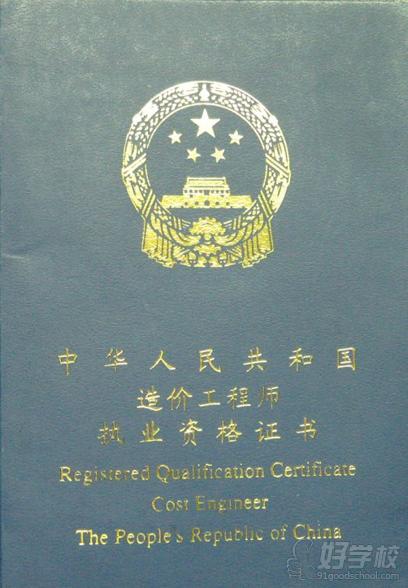 中华人民共和国
造价工程师
执业资格证书
Registered Qualification Certificate
Cost Engineer
The People's Republic of China
好学校
91goodschool.com